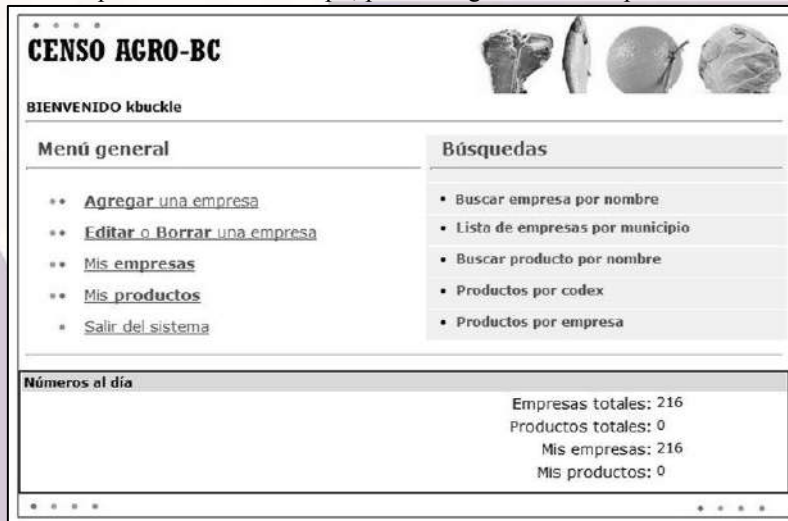 CENSO AGRO-BC
BIENVENIDO kbuckle
Menú general
Agregar una empresa
Editar o Borrar una empresa
Mis empresas
Mis productos
Salir del sistema
Búsquedas
Buscar empresa por nombre
Lista de empresas por municipio
Buscar producto por nombre
Productos por codex
Productos por empresa
Números al día
Empresas totales: 216
Productos totales: 0
Mis empresas: 216
Mis productos: 0